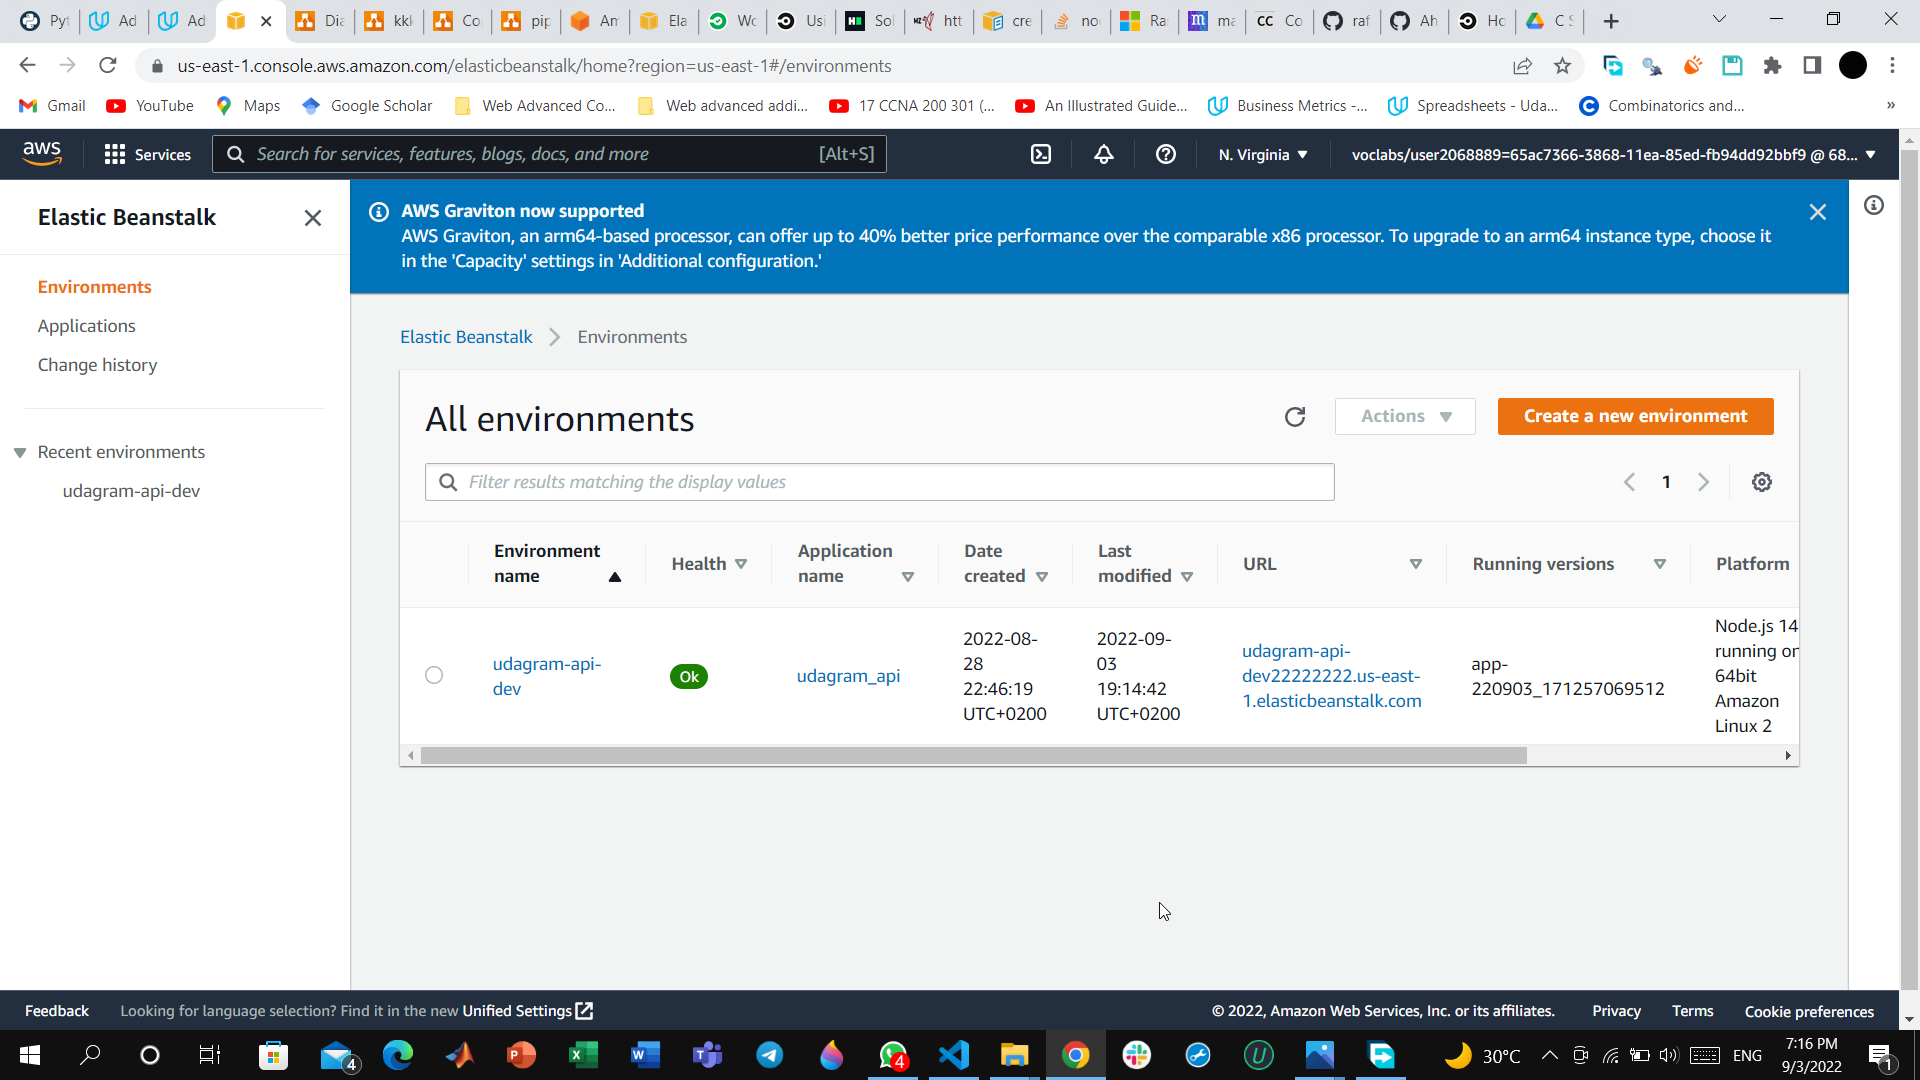 Pyt
Ad
Ad
Dia
kkk
Co
pip
Am
Ela
Wo
Usi
Sol
htt
cre
noc
Ra
ma
Co
raf
Ah
Ho
C S
us-east-1.console.aws.amazon.com/elasticbeanstalk/home?region=us-east-1#/environments
Gmail
YouTube
Maps
Google Scholar
Web Advanced Co...
Web advanced addi...
17 CCNA 200 301 (...
An Illustrated Guide...
Business Metrics -...
Spreadsheets - Uda...
Combinatorics and...
»
aws
Services
Search for services, features, blogs, docs, and more
[Alt+S]
N. Virginia
voclabs/user2068889=65ac7366-3868-11ea-85ed-fb94dd92bbf9 @ 68...
Elastic Beanstalk
Environments
Applications
Change history
Recent environments
udagram-api-dev
AWS Graviton now supported
AWS Graviton, an arm64-based processor, can offer up to 40% better price performance over the comparable x86 processor. To upgrade to an arm64 instance type, choose it
in the 'Capacity' settings in 'Additional configuration.'
Elastic Beanstalk
Environments
All environments
Actions
Create a new environment
Filter results matching the display values
1
Environment
name
Health
Application
name
Date
created
Last
modified
URL
Running versions
Platform
udagram-api-
dev
Ok
udagram_api
2022-08-
28
22:46:19
UTC+0200
2022-09-
03
19:14:42
UTC+0200
udagram-api-
dev22222222.us-east-
1.elasticbeanstalk.com
app-
220903_171257069512
Node.js 14
running on
64bit
Amazon
Linux 2
Feedback
Looking for language selection? Find it in the new Unified Settings
© 2022, Amazon Web Services, Inc. or its affiliates.
Privacy
Terms
Cookie preferences
4
4
30°C
ENG
7:16 PM
9/3/2022
1